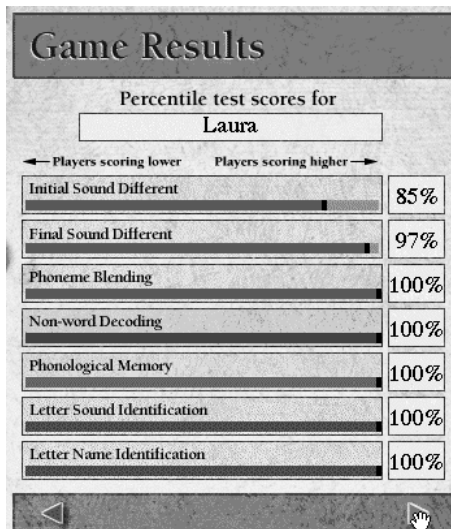 Game Results
Percentile test scores for
Laura
Players scoring lower Players scoring higher
Initial Sound Different
85%
Final Sound Different
97%
Phoneme Blending
100%
Non-word Decoding
100%
Phonological Memory
100%
Letter Sound Identification
100%
Letter Name Identification
100%